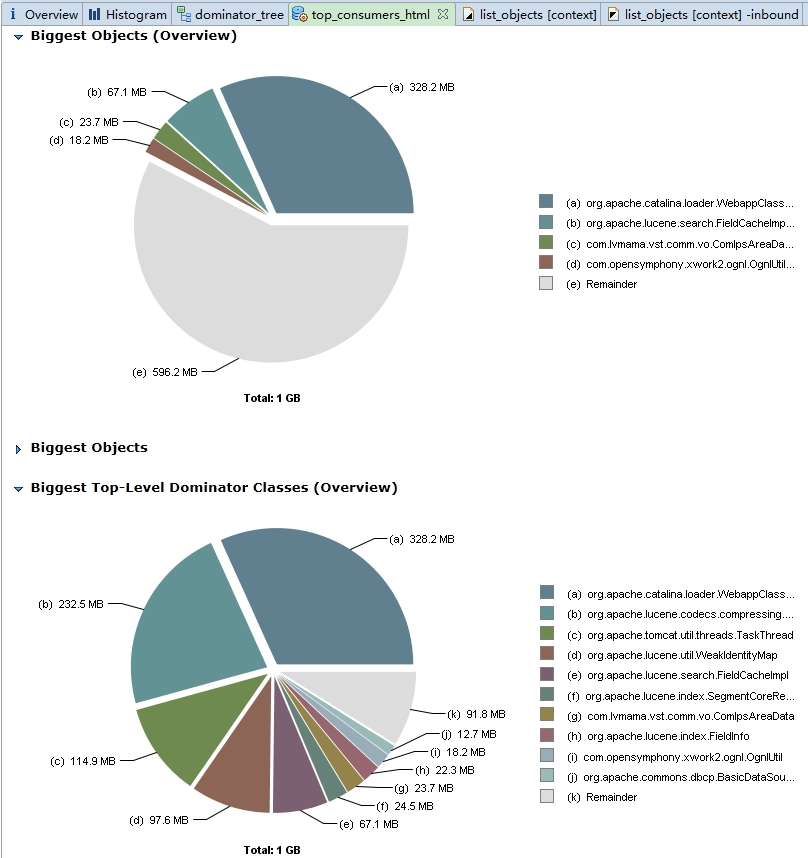 Overview Histogram dominator_tree top_consumers_html list_objects [context] list_objects [context] -inbound
Biggest Objects (Overview)
(a) 328.2 MB
(b) 67.1 MB
(c) 23.7 MB
(d) 18.2 MB
(e) 596.2 MB
Total: 1 GB
(a) org.apache.catalina.loader.WebappClass...
(b) org.apache.lucene.search.FieldCacheImp...
(c) com.lvmama.vst.comm.vo.ComIpsAreaDa...
(d) com.opensymphony.xwork2.ognl.OgnlUtil...
(e) Remainder
Biggest Objects
Biggest Top-Level Dominator Classes (Overview)
(a) 328.2 MB
(b) 232.5 MB
(c) 114.9 MB
(d) 97.6 MB
(e) 67.1 MB
(f) 24.5 MB
(g) 23.7 MB
(h) 22.3 MB
(i) 18.2 MB
(j) 12.7 MB
(k) 91.8 MB
Total: 1 GB
(a) org.apache.catalina.loader.WebappClass...
(b) org.apache.lucene.codecs.compressing....
(c) org.apache.tomcat.util.threads.TaskThread
(d) org.apache.lucene.util.WeakIdentityMap
(e) org.apache.lucene.search.FieldCacheImpl
(f) org.apache.lucene.index.SegmentCoreRe...
(g) com.lvmama.vst.comm.vo.ComIpsAreaData
(h) org.apache.lucene.index.FieldInfo
(i) com.opensymphony.xwork2.ognl.OgnlUtil
(j) org.apache.commons.dbcp.BasicDataSou...
(k) Remainder